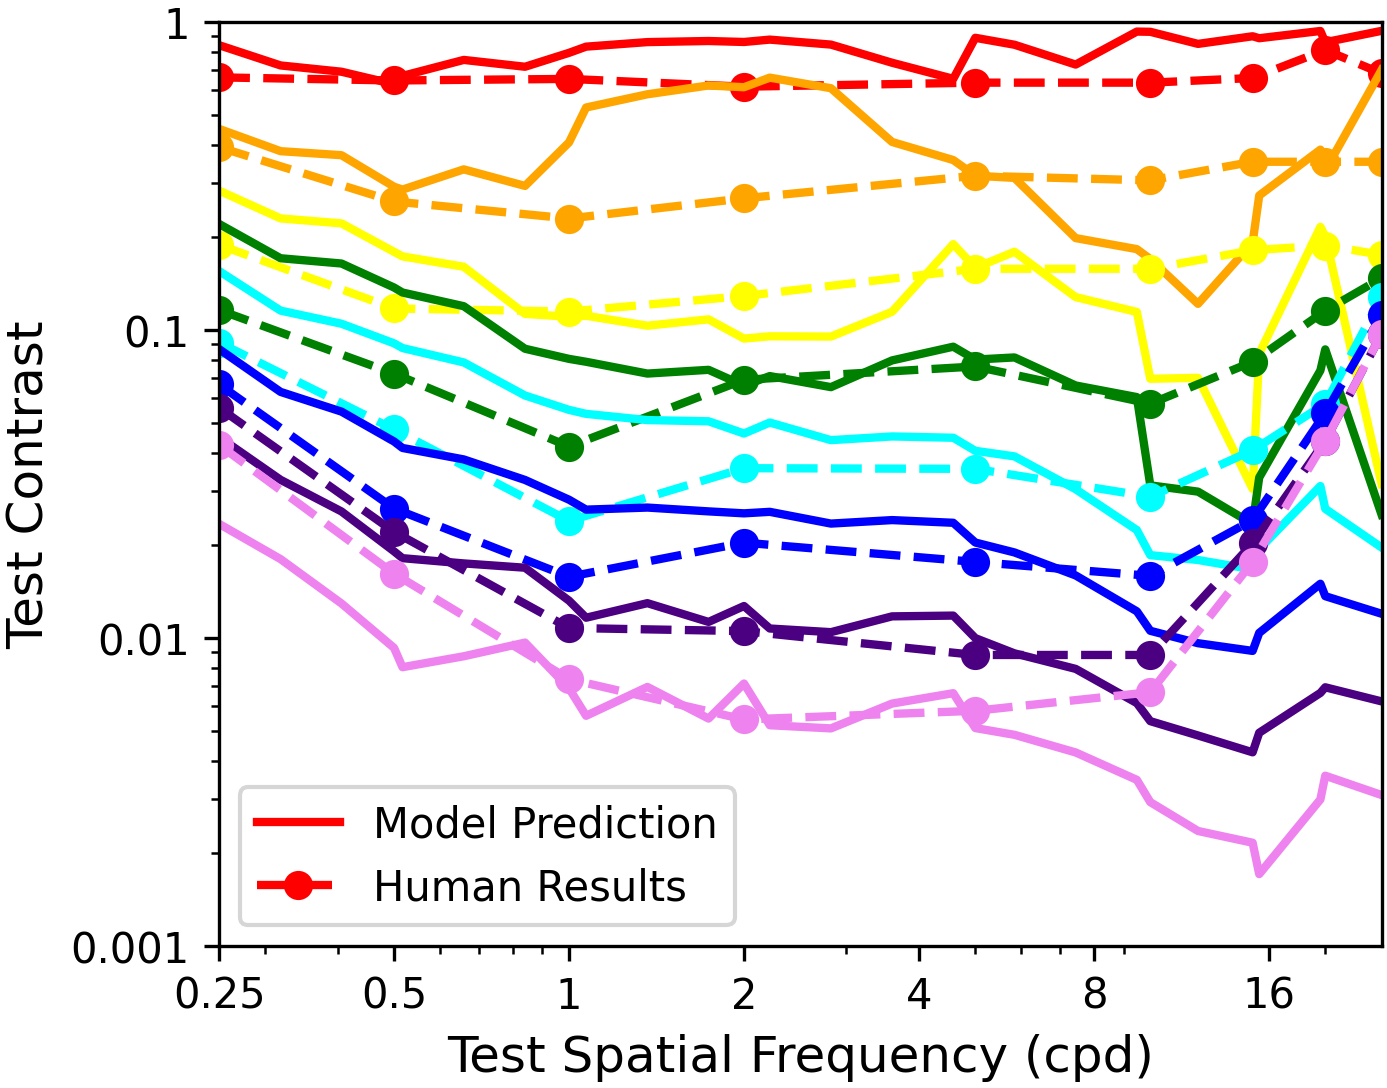 1
0.1
0.01
0.001
Test Contrast
Model Prediction
Human Results
0.25 0.5 1 2 4 8 16
Test Spatial Frequency (cpd)